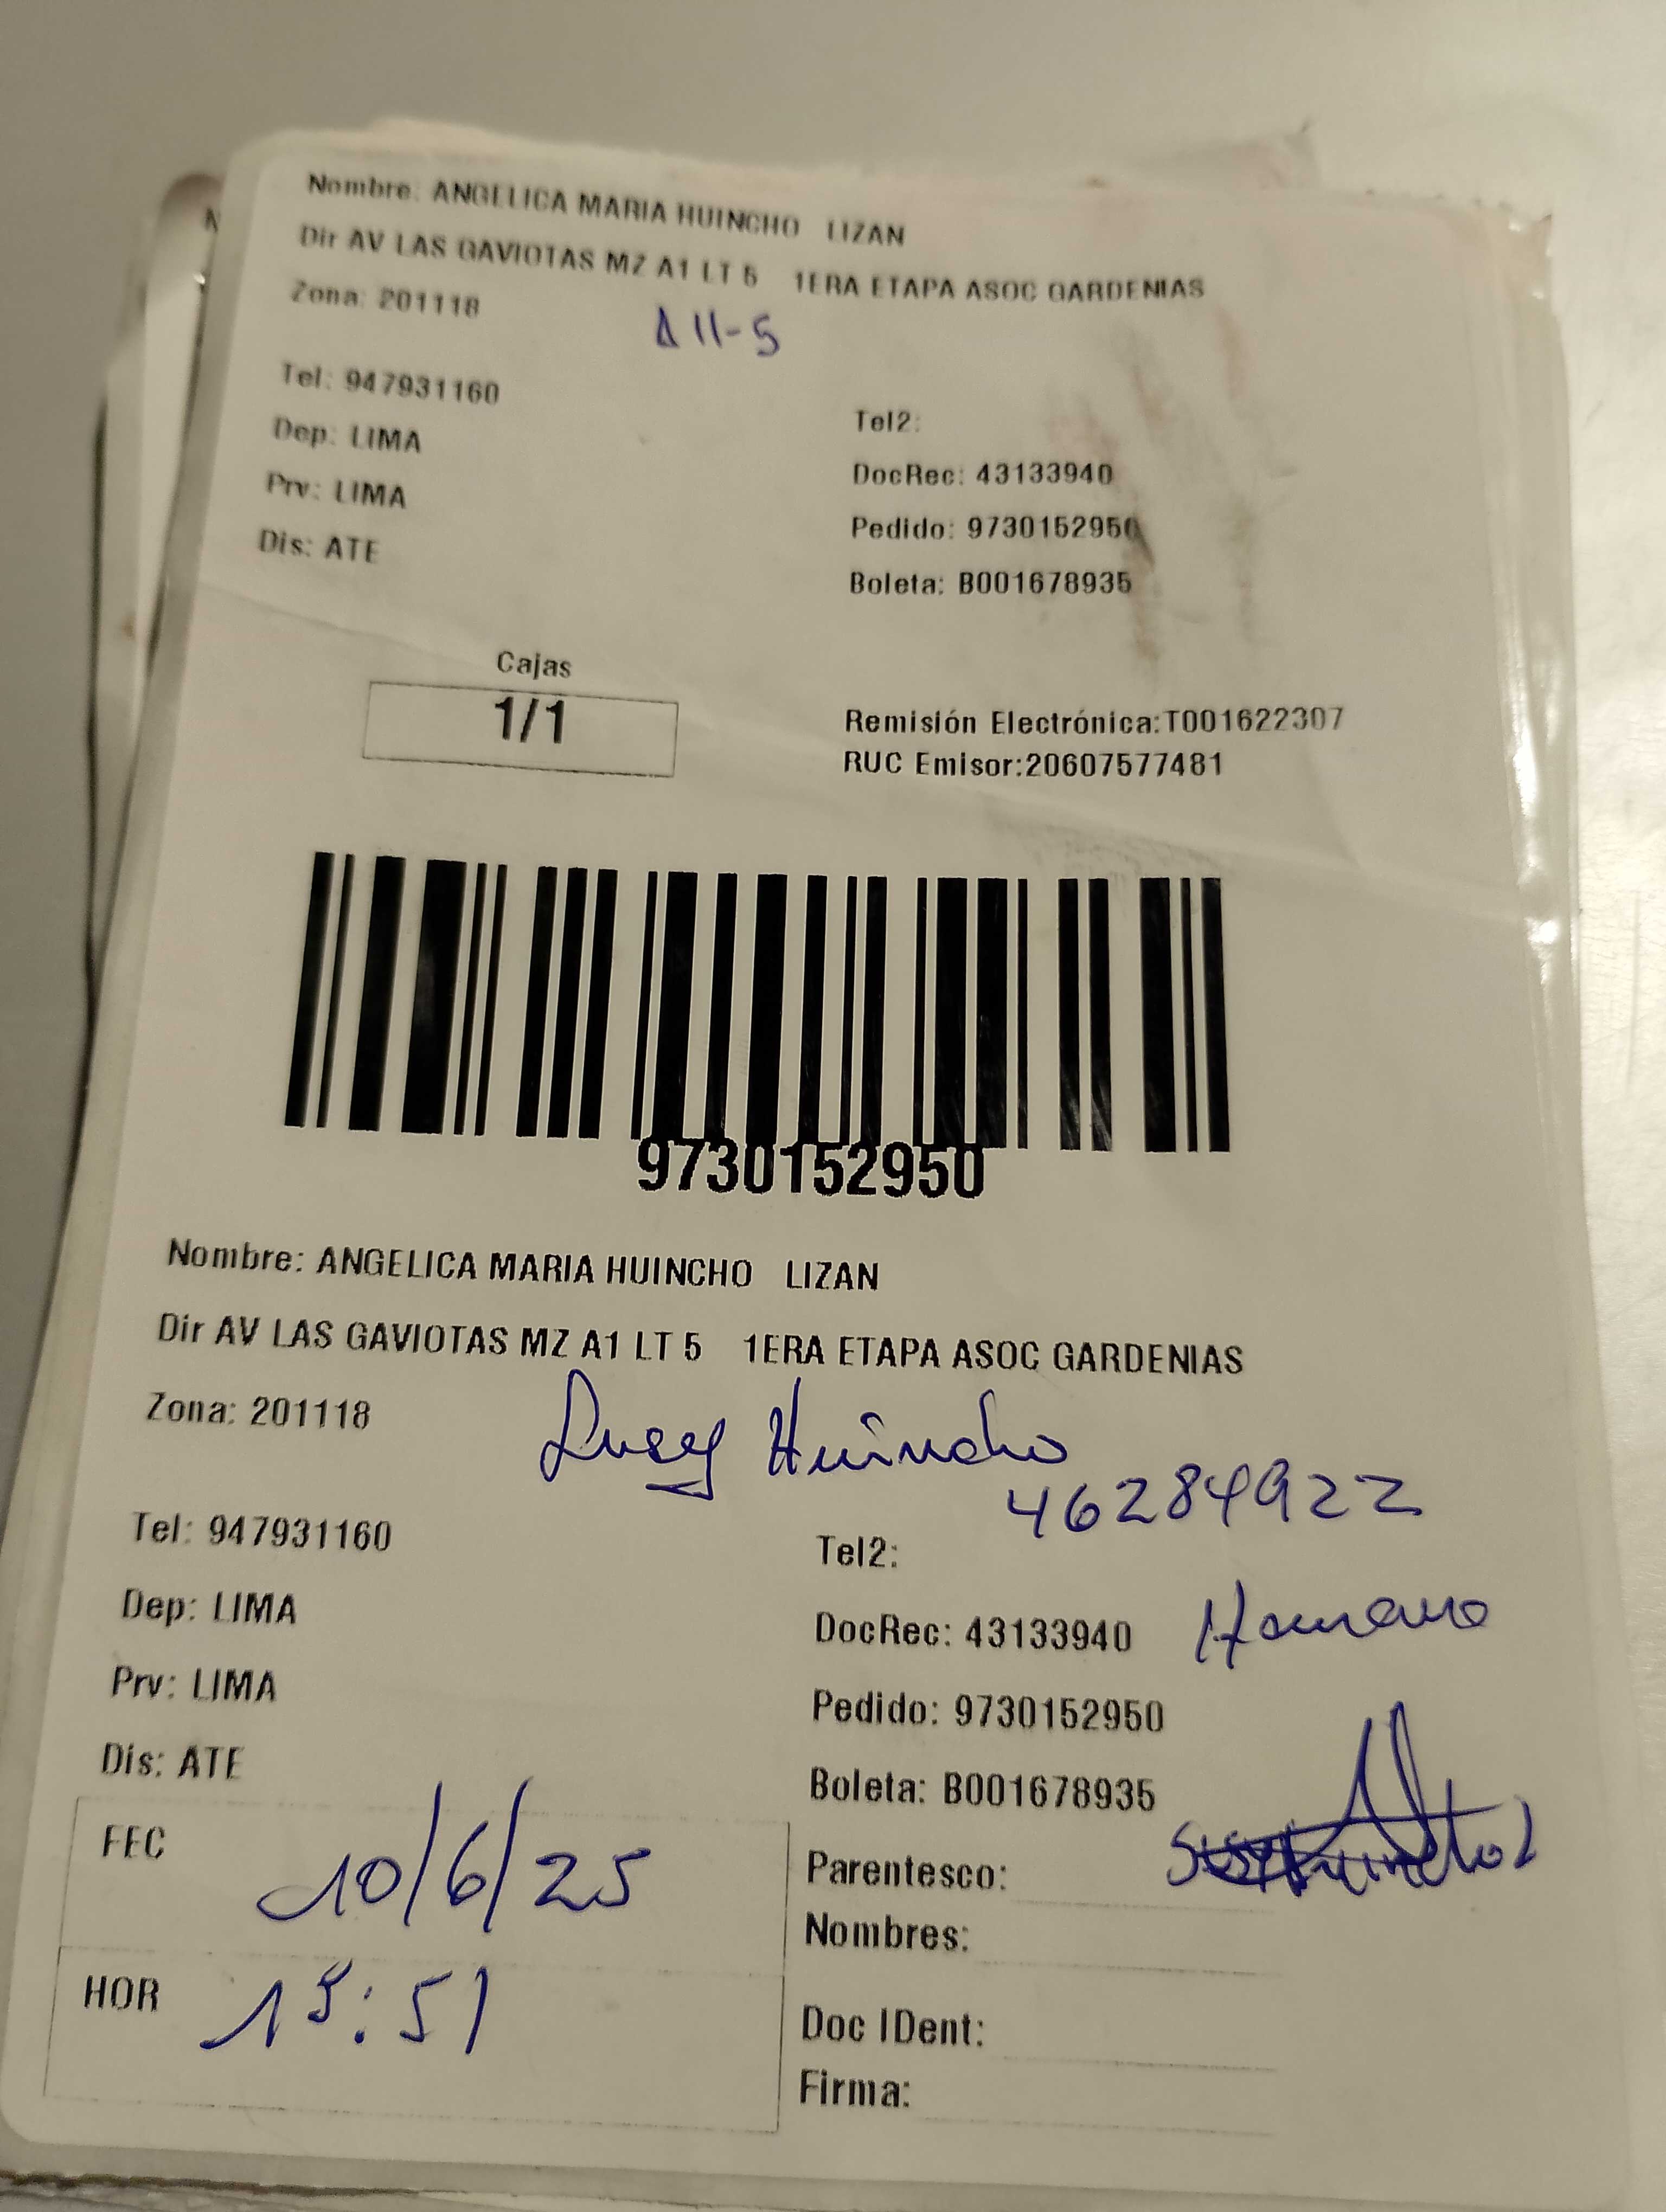 Nombre: ANGELICA MARIA HUINCHO LIZAN
Dir AV LAS GAVIOTAS MZ A1 LT 5 1ERA ETAPA ASOC GARDENIAS
Zona: 201118
A 11-5
Tel: 947931160
Tel2:
Dep: LIMA
DocRec: 43133940
Prv: LIMA
Pedido: 9730152950
Dis: ATE
Boleta: B001678935
Cajas
1/1
Remisión Electrónica:T001622307
RUC Emisor:20607577481
9730152950
Nombre: ANGELICA MARIA HUINCHO LIZAN
Dir AV LAS GAVIOTAS MZ A1 LT 5 1ERA ETAPA ASOC GARDENIAS
Zona: 201118
Huincho
46284922
Tel: 947931160
Tel2:
Dep: LIMA
DocRec: 43133940
Prv: LIMA
Pedido: 9730152950
Dis: ATE
Boleta: B001678935
FEC 10/6/25
Parentesco:
Nombres:
HOR :51
Doc IDent:
Firma: